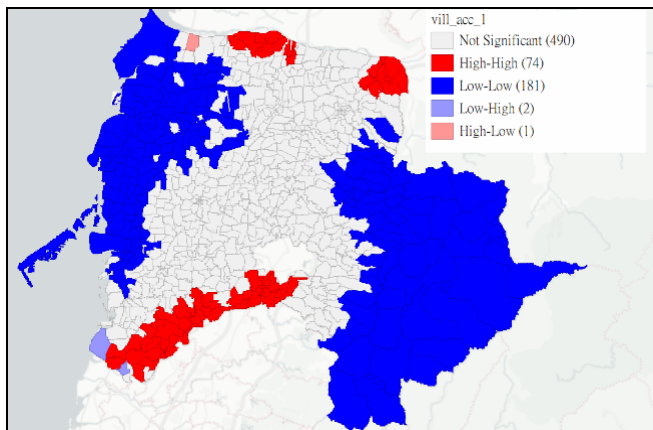 vill_acc_1
Not Significant (490)
High-High (74)
Low-Low (181)
Low-High (2)
High-Low (1)